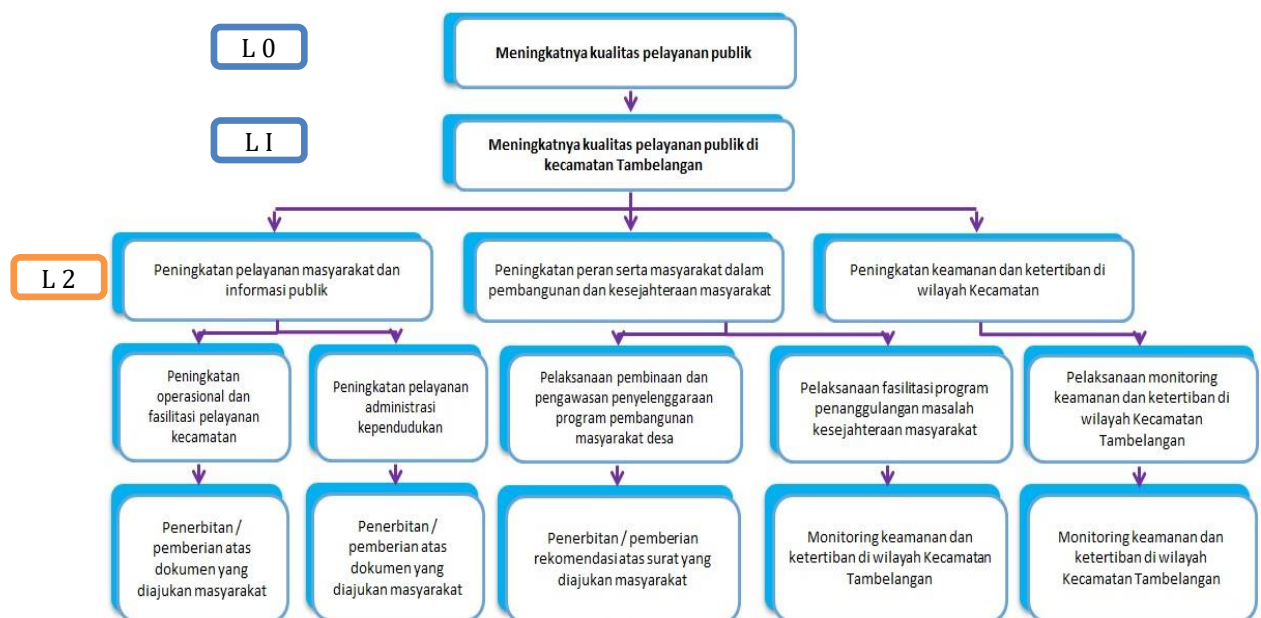 L 0
Meningkatnya kualitas pelayanan publik
L I
Meningkatnya kualitas pelayanan publik di
kecamatan Tambelangan
L 2
Peningkatan pelayanan masyarakat dan
informasi publik
Peningkatan peran serta masyarakat dalam
pembangunan dan kesejahteraan masyarakat
Peningkatan keamanan dan ketertiban di
wilayah Kecamatan
Peningkatan
operasional dan
fasilitasi pelayanan
kecamatan
Peningkatan pelayanan
administrasi
kependudukan
Pelaksanaan pembinaan dan
pengawasan penyelenggaraan
program pembangunan
masyarakat desa
Pelaksanaan fasilitasi program
penanggulangan masalah
kesejahteraan masyarakat
Pelaksanaan monitoring
keamanan dan ketertiban di
wilayah Kecamatan
Tambelangan
Penerbitan /
pemberian atas
dokumen yang
diajukan masyarakat
Penerbitan /
pemberian atas
dokumen yang
diajukan masyarakat
Penerbitan / pemberian
rekomendasi atas surat yang
diajukan masyarakat
Monitoring keamanan dan
ketertiban di wilayah Kecamatan
Tambelangan
Monitoring keamanan dan
ketertiban di wilayah
Kecamatan Tambelangan